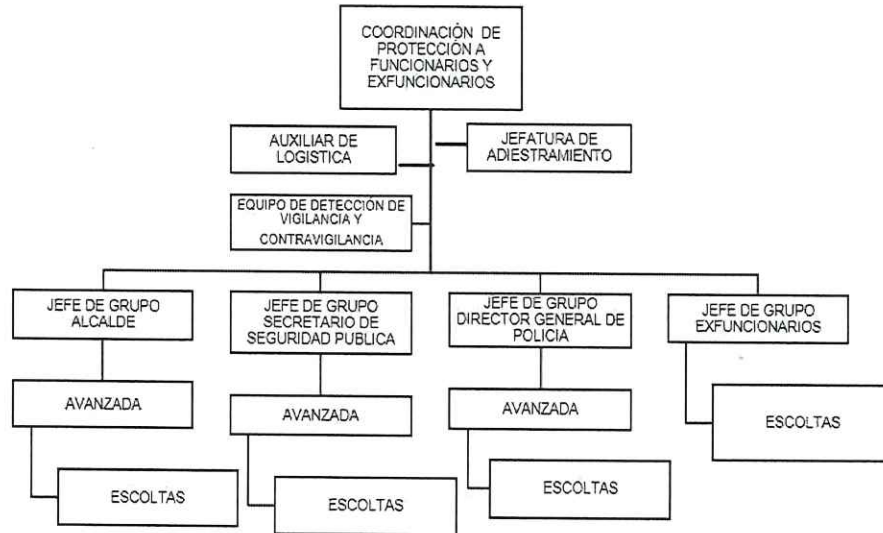 COORDINACIÓN DE
PROTECCIÓN A
FUNCIONARIOS Y
EXFUNCIONARIOS
AUXILIAR DE
LOGISTICA
JEFATURA DE
ADIESTRAMIENTO
EQUIPO DE DETECCIÓN DE
VIGILANCIA Y
CONTRAVIGILANCIA
JEFE DE GRUPO
ALCALDE
JEFE DE GRUPO
SECRETARIO DE
SEGURIDAD PUBLICA
JEFE DE GRUPO
DIRECTOR GENERAL DE
POLICIA
JEFE DE GRUPO
EXFUNCIONARIOS
AVANZADA
AVANZADA
AVANZADA
ESCOLTAS
ESCOLTAS
ESCOLTAS
ESCOLTAS